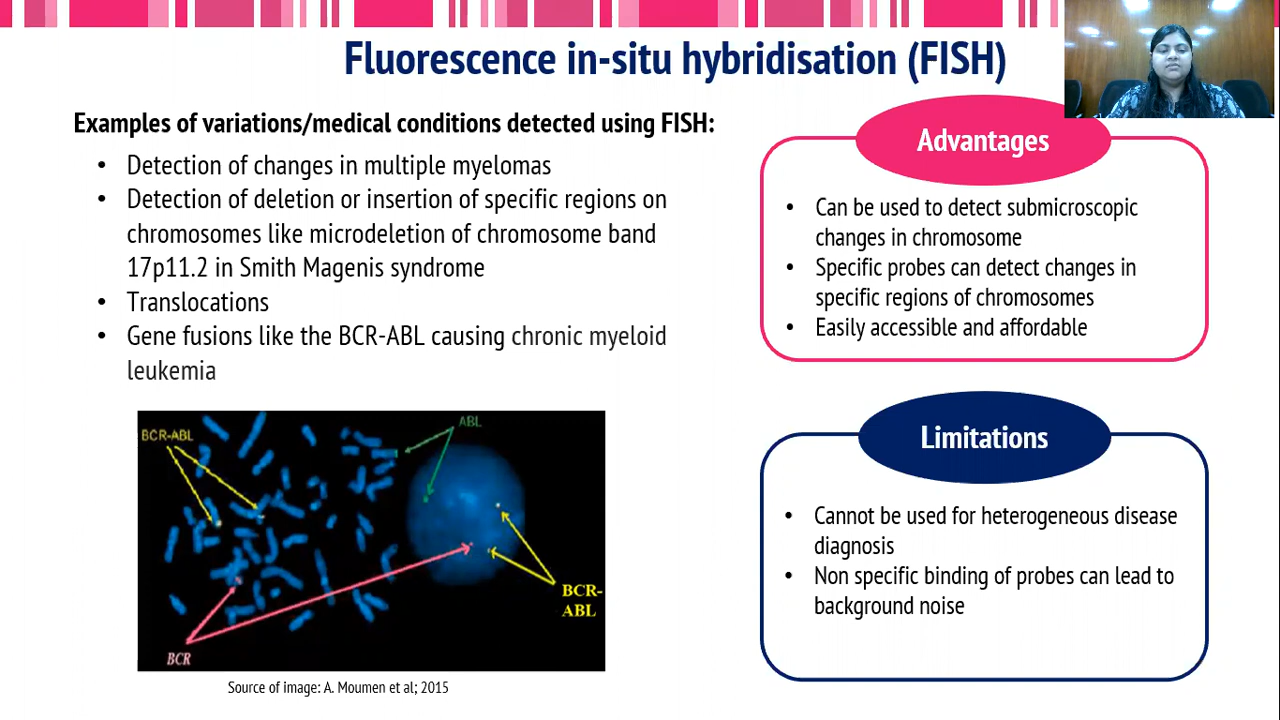 Fluorescence in-situ hybridisation (FISH)
Examples of variations/medical conditions detected using FISH:
• Detection of changes in multiple myelomas
• Detection of deletion or insertion of specific regions on
chromosomes like microdeletion of chromosome band
17p11.2 in Smith Magenis syndrome
• Translocations
• Gene fusions like the BCR-ABL causing chronic myeloid
leukemia
BCR-ABL
ABL
BCR-
ABL
BCR
Source of image: A. Moumen et al; 2015
Advantages
• Can be used to detect submicroscopic
changes in chromosome
• Specific probes can detect changes in
specific regions of chromosomes
• Easily accessible and affordable
Limitations
• Cannot be used for heterogeneous disease
diagnosis
• Non specific binding of probes can lead to
background noise